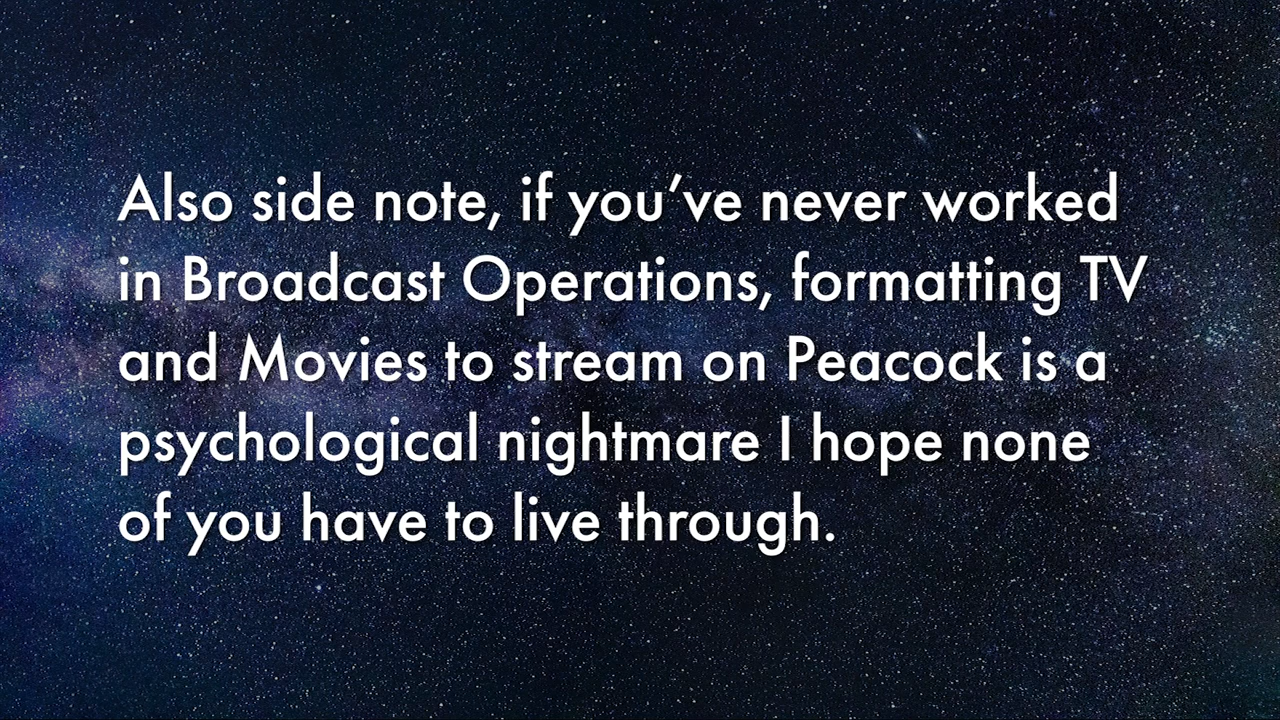 Also side note, if you’ve never worked
in Broadcast Operations, formatting TV
and Movies to stream on Peacock is a
psychological nightmare I hope none
of you have to live through.